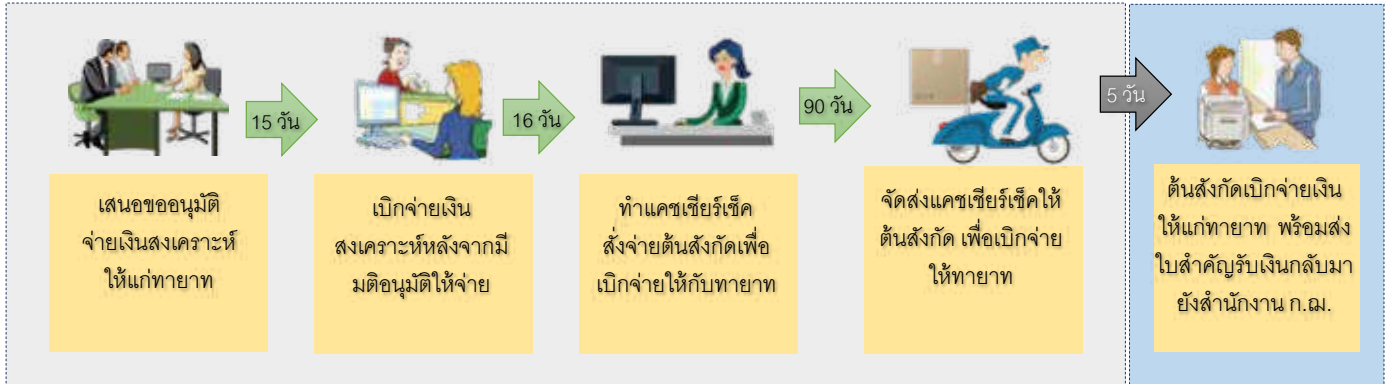 15 วัน
16 วัน
90 วัน
5 วัน
เสนอขออนุมัติ
จ่ายเงินสงเคราะห์
ให้แก่ทายาท
เบิกจ่ายเงิน
สงเคราะห์หลังจากมี
มติอนุมัติให้จ่าย
ทำแคชเชียร์เช็ค
สั่งจ่ายต้นสังกัดเพื่อ
เบิกจ่ายให้กับทายาท
จัดส่งแคชเชียร์เช็คให้
ต้นสังกัด เพื่อเบิกจ่าย
ให้ทายาท
ต้นสังกัดเบิกจ่ายเงิน
ให้แก่ทายาท พร้อมส่ง
ใบสำคัญรับเงินกลับมา
ยังสำนักงาน ก.ฌ.